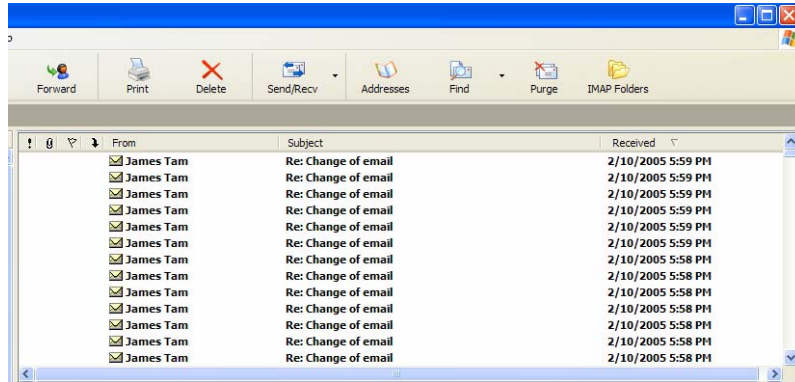 Forward Print Delete Send/Recv Addresses Find Purge IMAP Folders
! From Subject Received
James Tam Re: Change of email 2/10/2005 5:59 PM
James Tam Re: Change of email 2/10/2005 5:59 PM
James Tam Re: Change of email 2/10/2005 5:59 PM
James Tam Re: Change of email 2/10/2005 5:59 PM
James Tam Re: Change of email 2/10/2005 5:59 PM
James Tam Re: Change of email 2/10/2005 5:59 PM
James Tam Re: Change of email 2/10/2005 5:58 PM
James Tam Re: Change of email 2/10/2005 5:58 PM
James Tam Re: Change of email 2/10/2005 5:58 PM
James Tam Re: Change of email 2/10/2005 5:58 PM
James Tam Re: Change of email 2/10/2005 5:58 PM
James Tam Re: Change of email 2/10/2005 5:58 PM
James Tam Re: Change of email 2/10/2005 5:58 PM